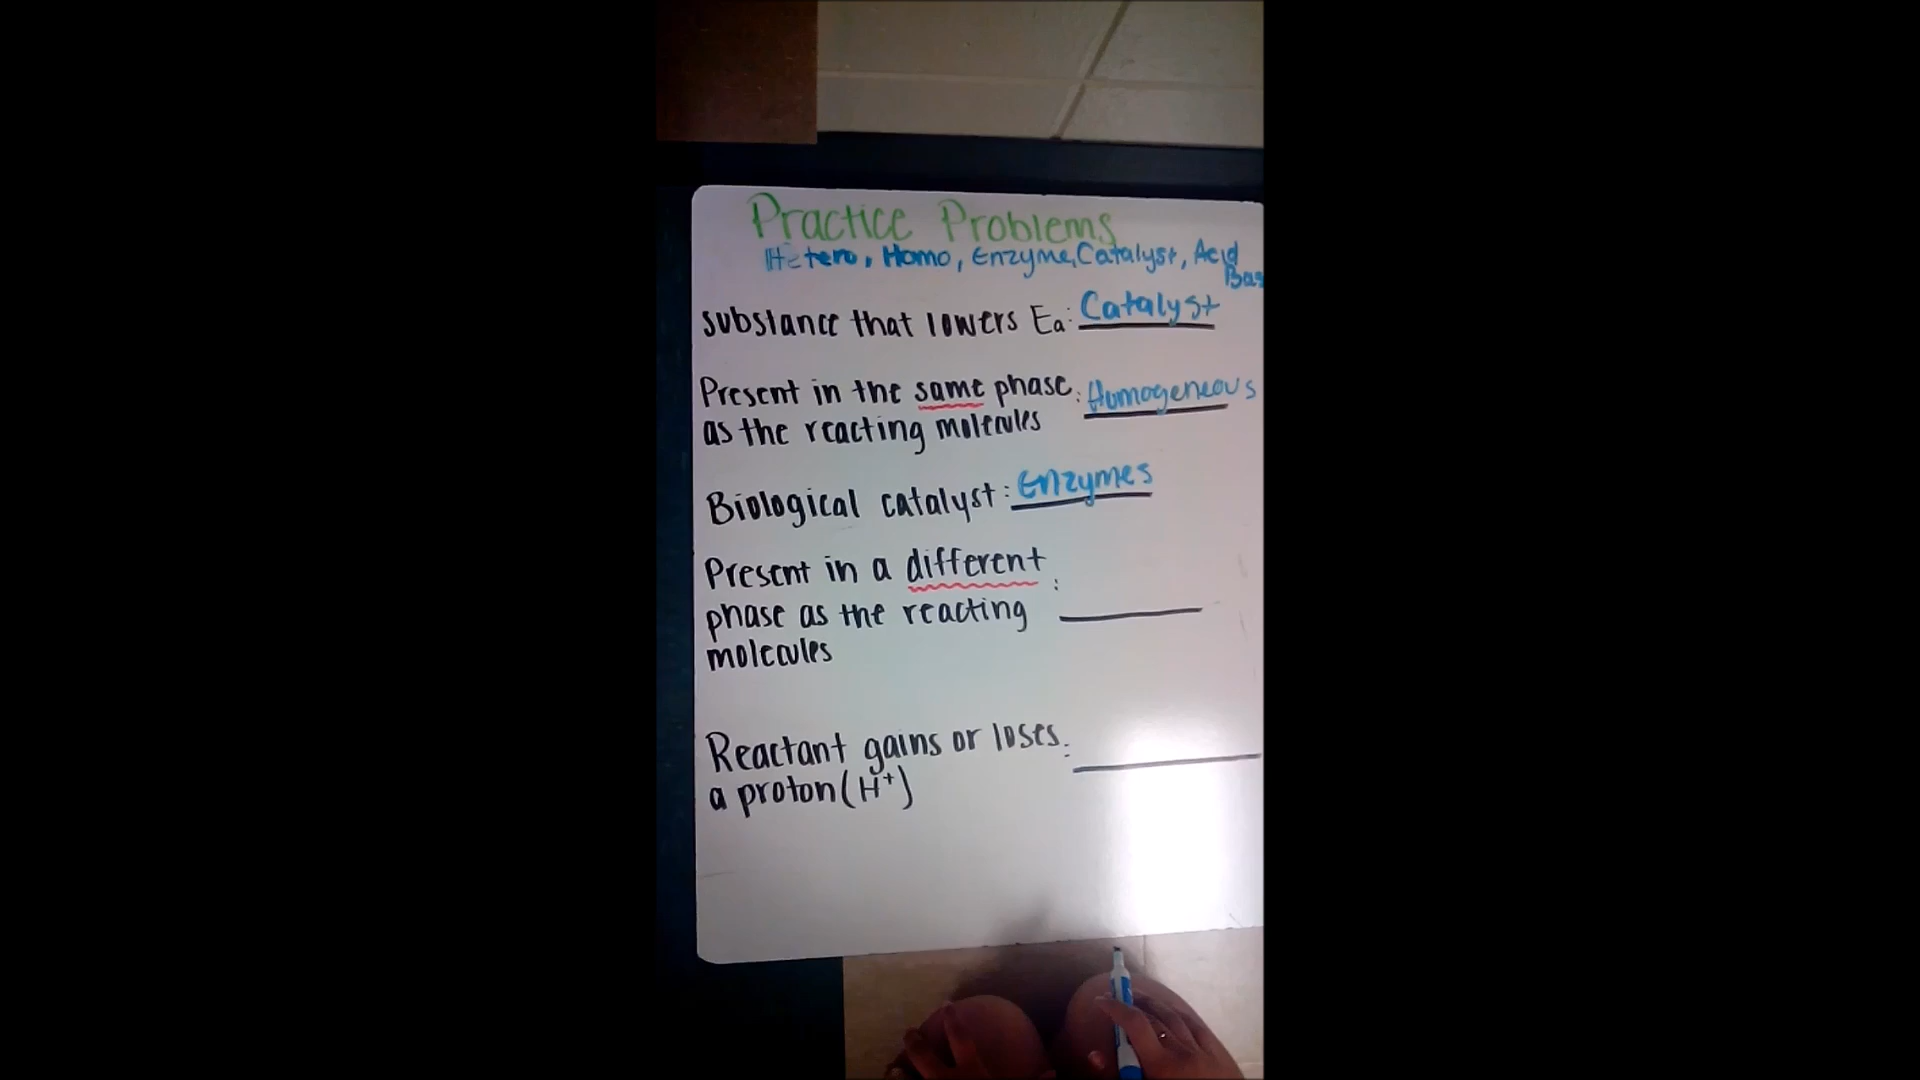 Practice Problems
Hetero, Homo, Enzyme, Catalyst, Acid
Bas
substance that lowers Ea: Catalyst
Present in the same phase: Homogeneous
as the reacting molecules
Biological catalyst: Enzymes
Present in a different :
phase as the reacting
molecules
Reactant gains or loses:
a proton (H+)